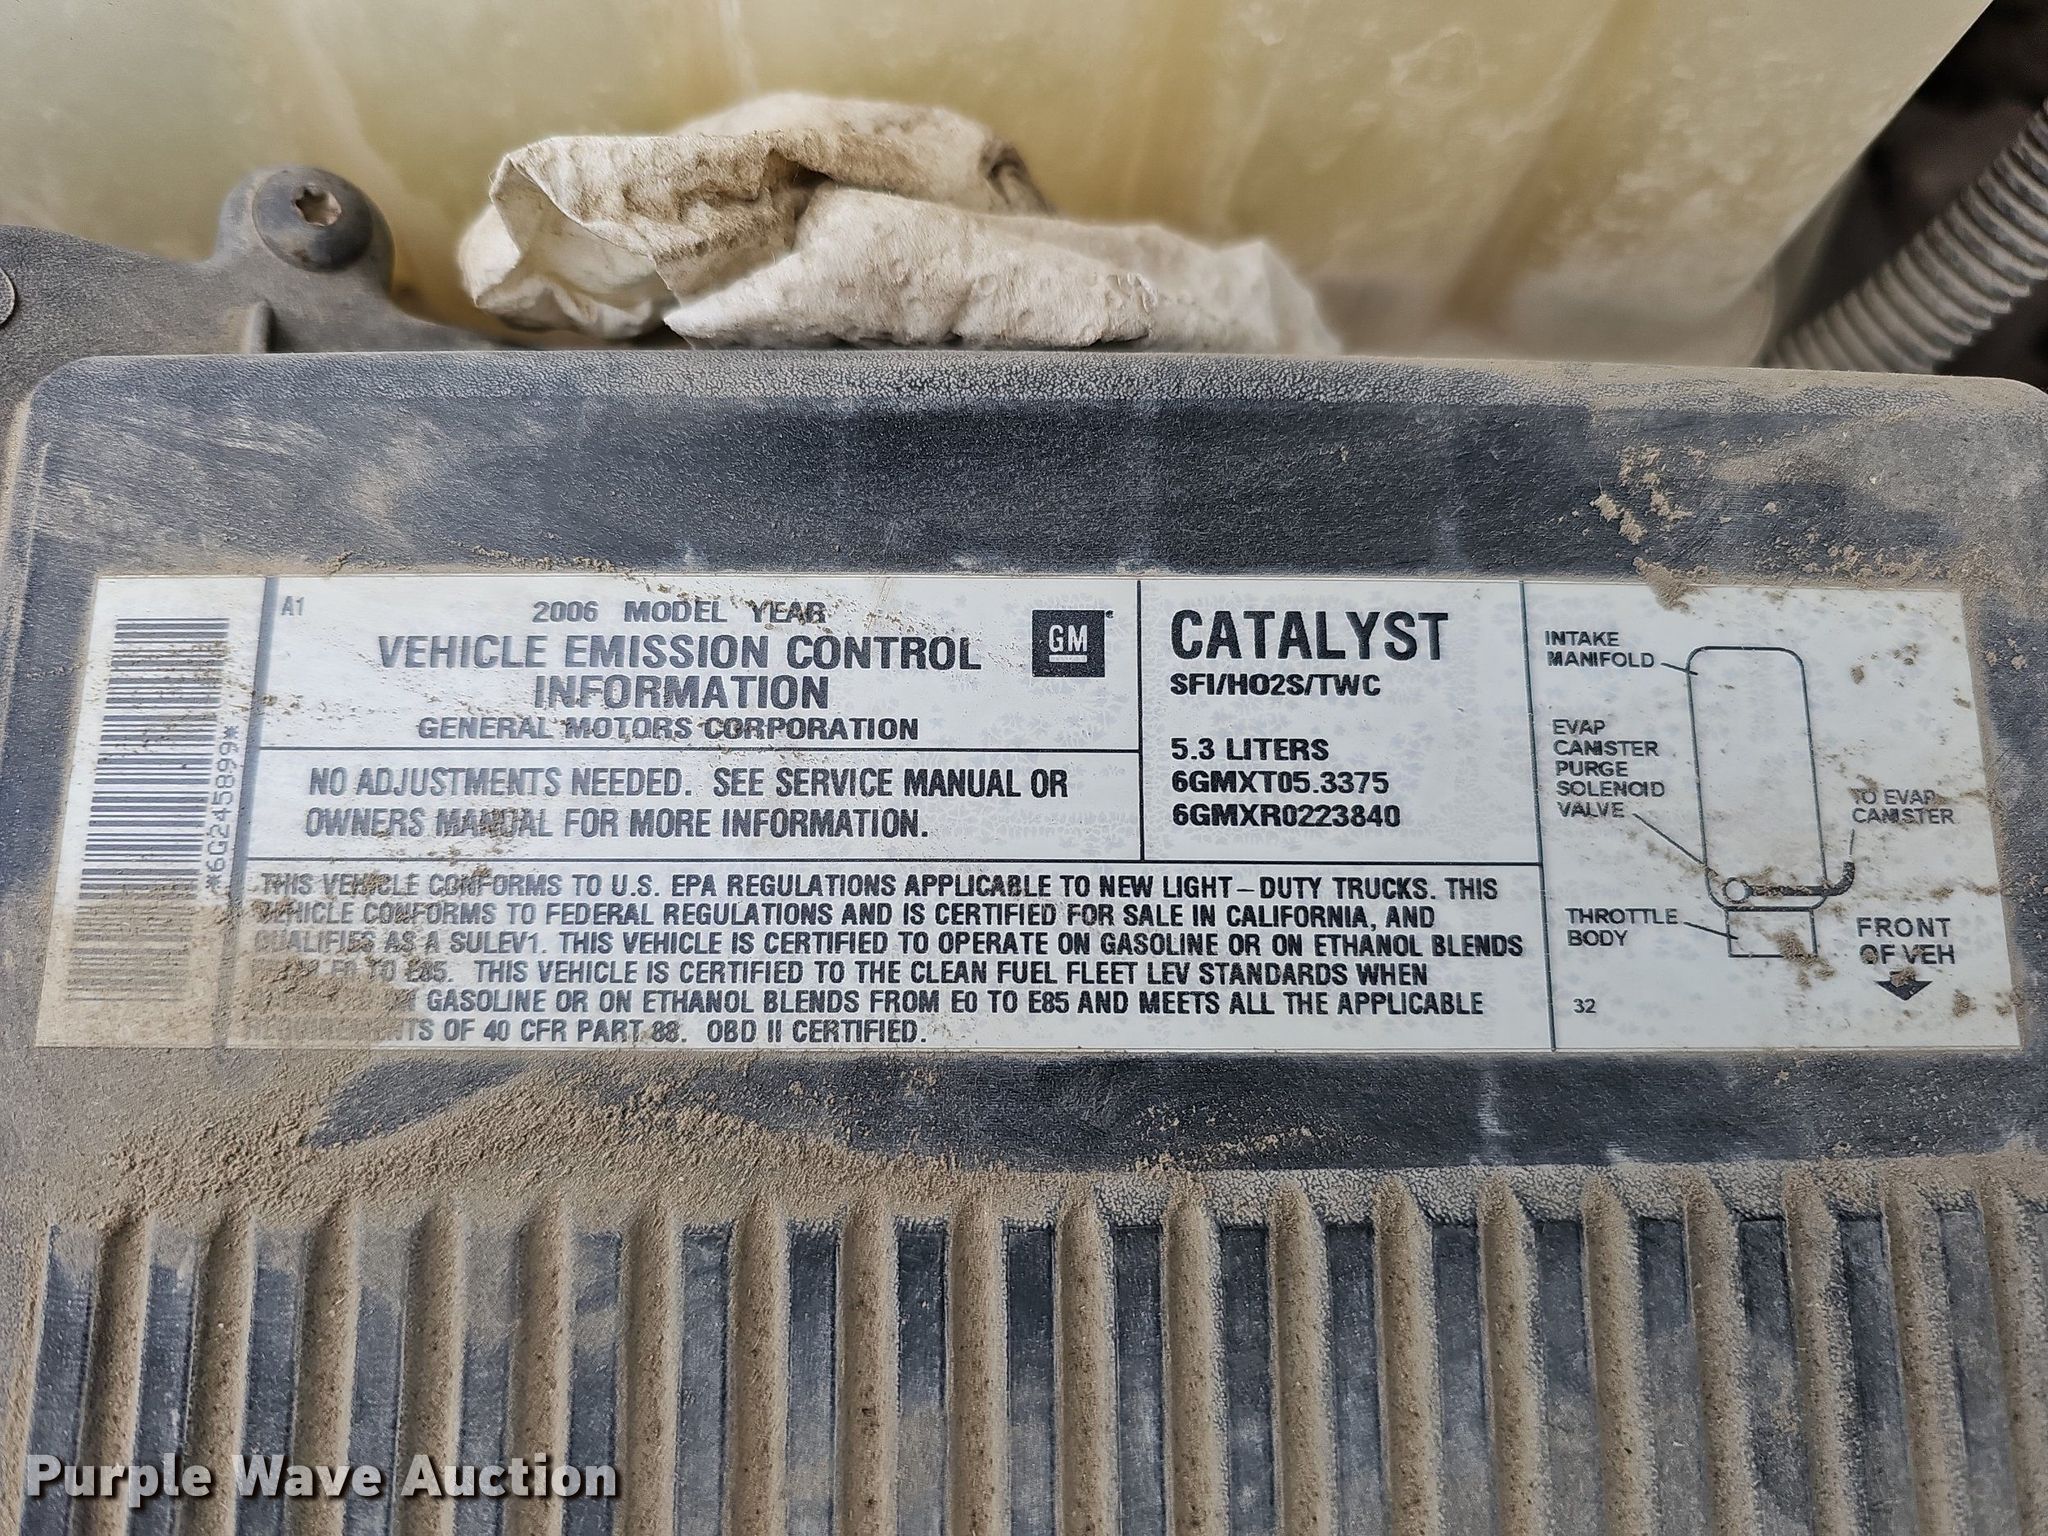 A1
2006 MODEL YEAR
VEHICLE EMISSION CONTROL
INFORMATION
GENERAL MOTORS CORPORATION
GM
*6G245899*
NO ADJUSTMENTS NEEDED. SEE SERVICE MANUAL OR
OWNERS MANUAL FOR MORE INFORMATION.
CATALYST
SFI/HO2S/TWC
5.3 LITERS
6GMXT05.3375
6GMXR0223840
THIS VEHICLE CONFORMS TO U.S. EPA REGULATIONS APPLICABLE TO NEW LIGHT-DUTY TRUCKS. THIS
VEHICLE CONFORMS TO FEDERAL REGULATIONS AND IS CERTIFIED FOR SALE IN CALIFORNIA, AND
QUALIFIES AS A SULEV1. THIS VEHICLE IS CERTIFIED TO OPERATE ON GASOLINE OR ON ETHANOL BLENDS
TO E85. THIS VEHICLE IS CERTIFIED TO THE CLEAN FUEL FLEET LEV STANDARDS WHEN
GASOLINE OR ON ETHANOL BLENDS FROM E0 TO E85 AND MEETS ALL THE APPLICABLE
REQUIREMENTS OF 40 CFR PART 88. OBD II CERTIFIED.
INTAKE
MANIFOLD
EVAP
CANISTER
PURGE
SOLENOID
VALVE
TO EVAP
CANISTER
THROTTLE
BODY
FRONT
OF VEH
32
Purple Wave Auction